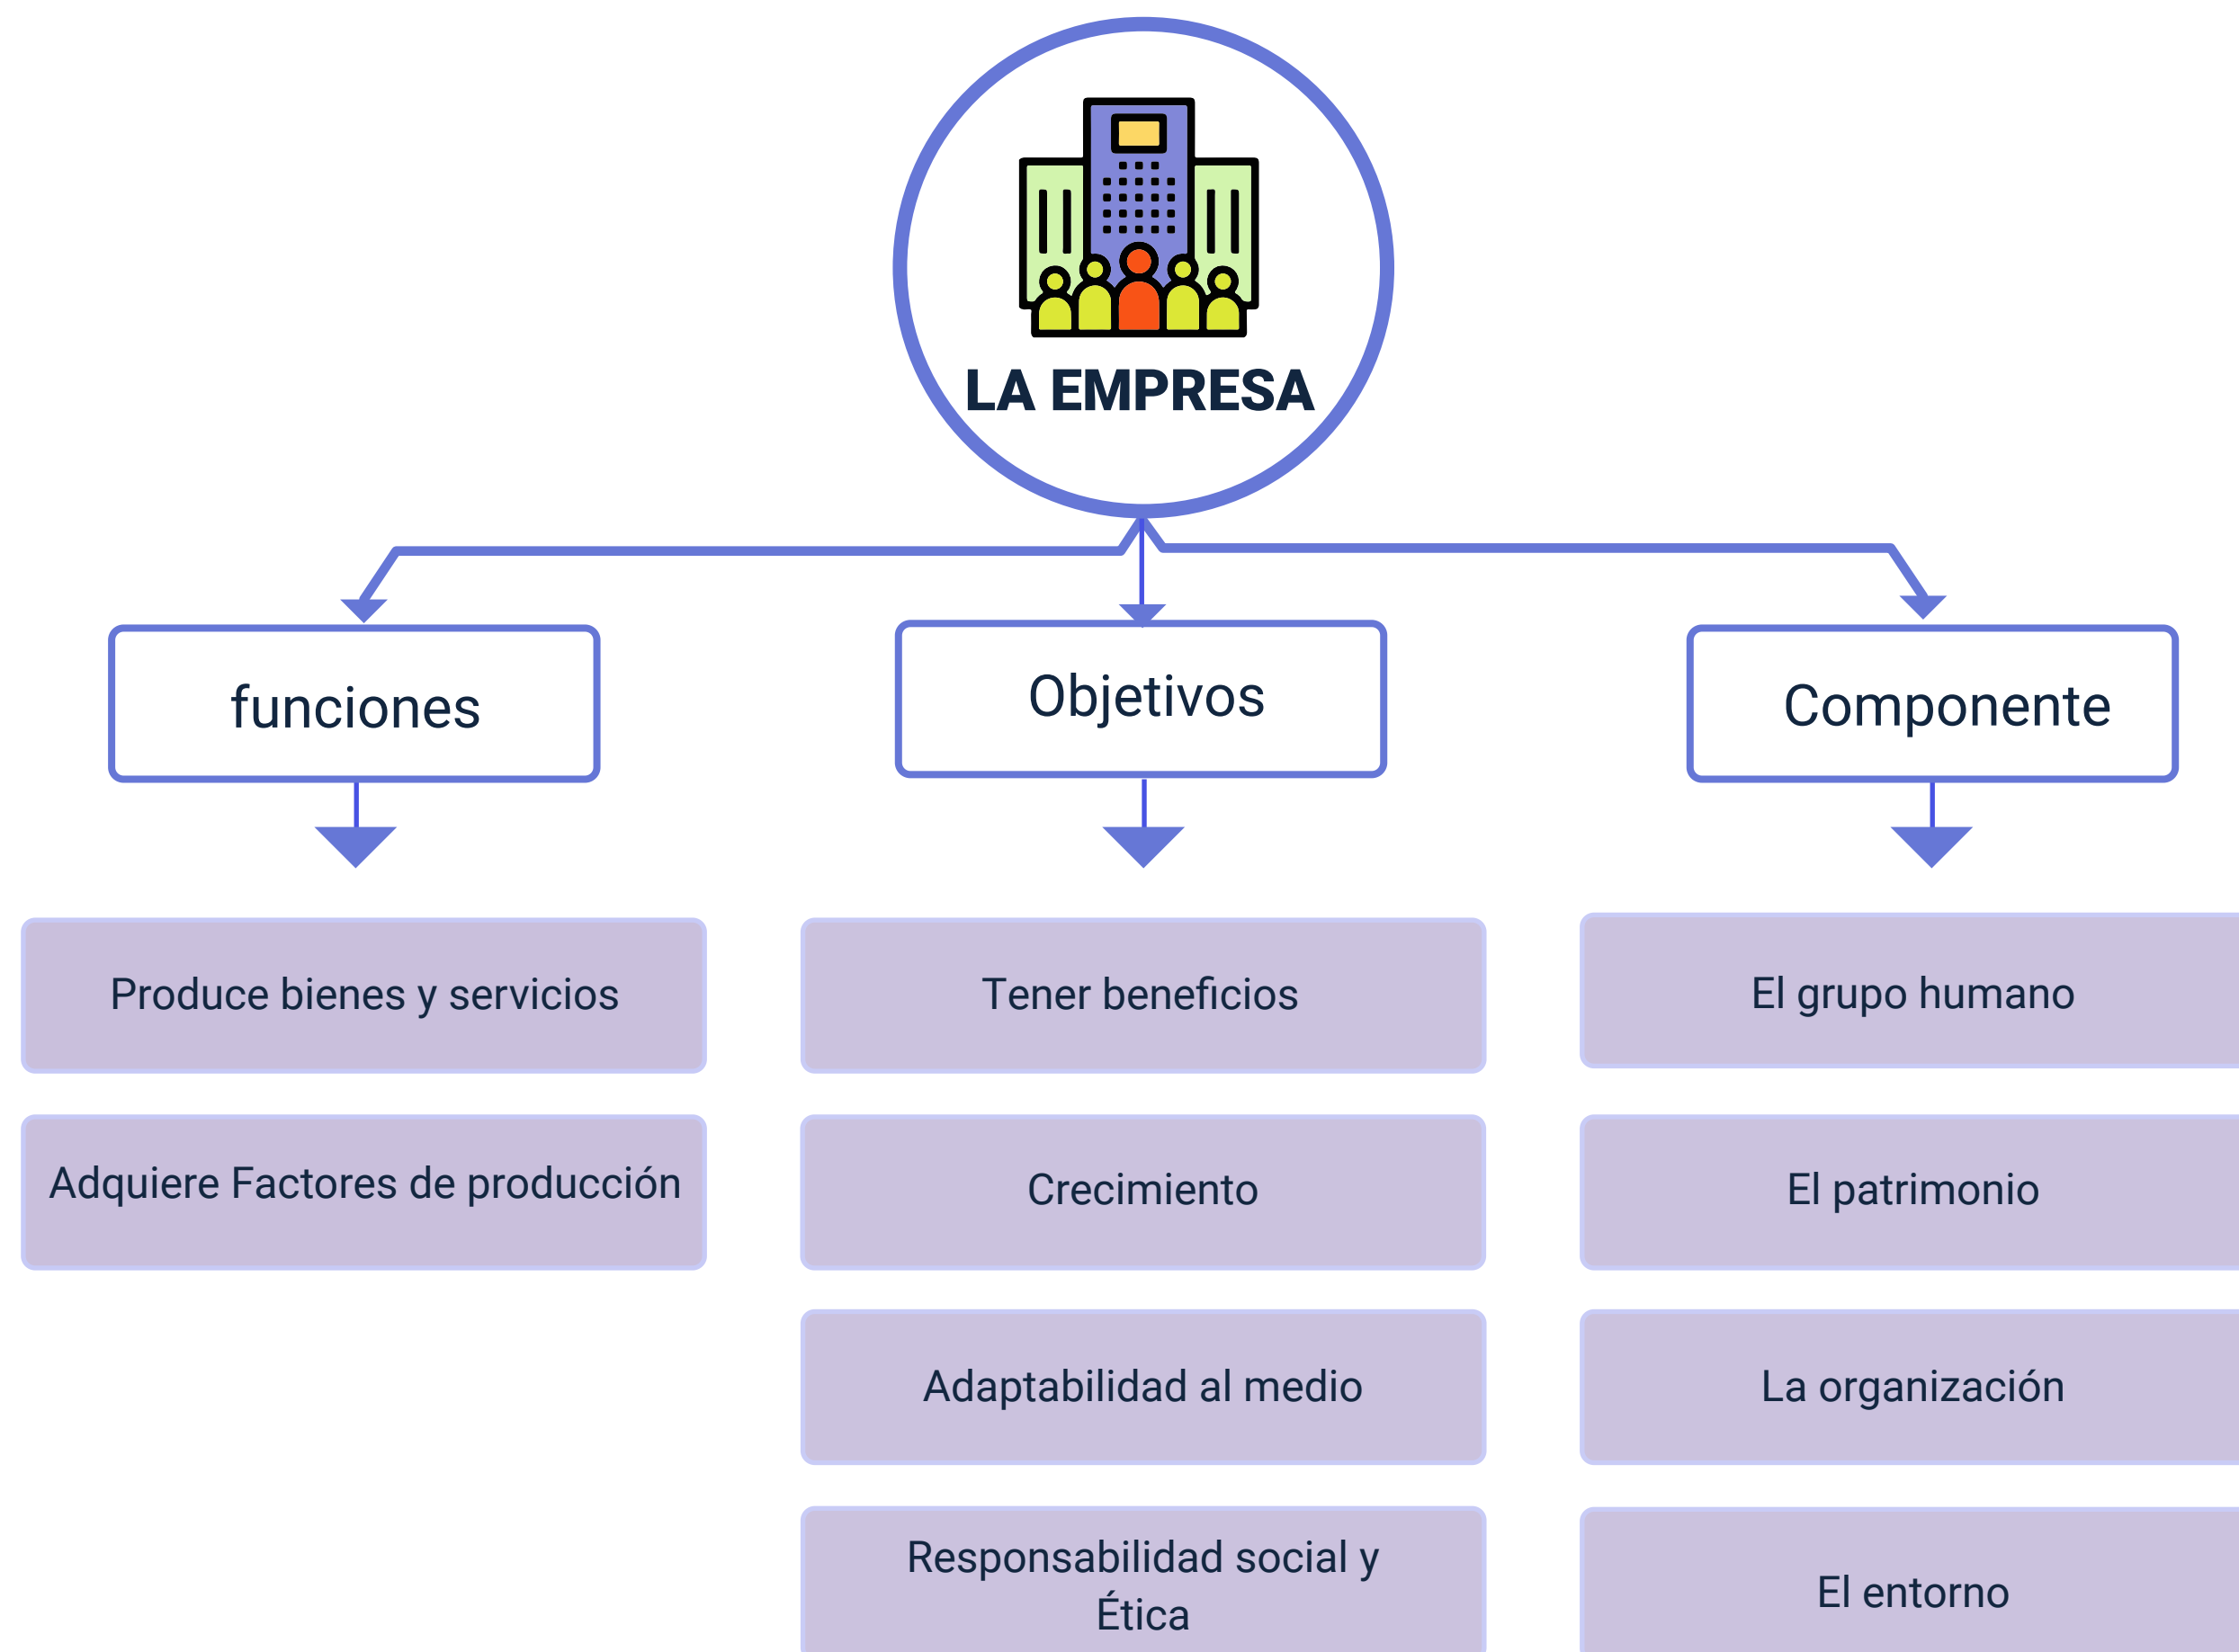 LA EMPRESA
funciones
Objetivos
Componente
Produce bienes y servicios
Tener beneficios
El grupo humano
Adquiere Factores de producción
Crecimiento
El patrimonio
Adaptabilidad al medio
La organización
Responsabilidad social y
Ética
El entorno